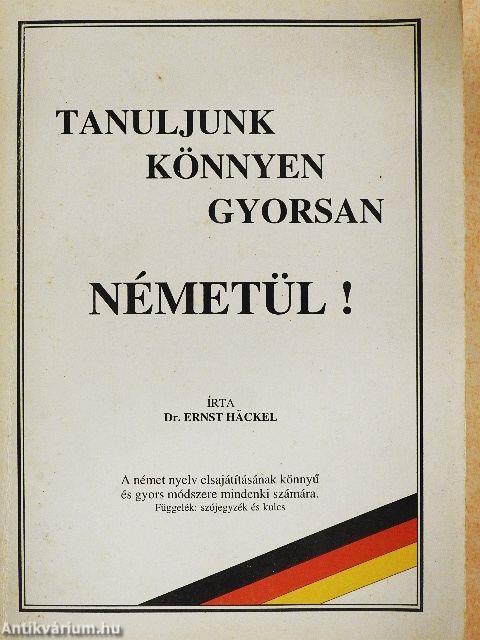 TANULJUNK
KÖNNYEN
GYORSAN
NÉMETÜL !
ÍRTA
Dr. ERNST HÄCKEL
A német nyelv elsajátításának könnyű
és gyors módszere mindenki számára.
Függelék: szójegyzék és kulcs
Antikvárium.hu